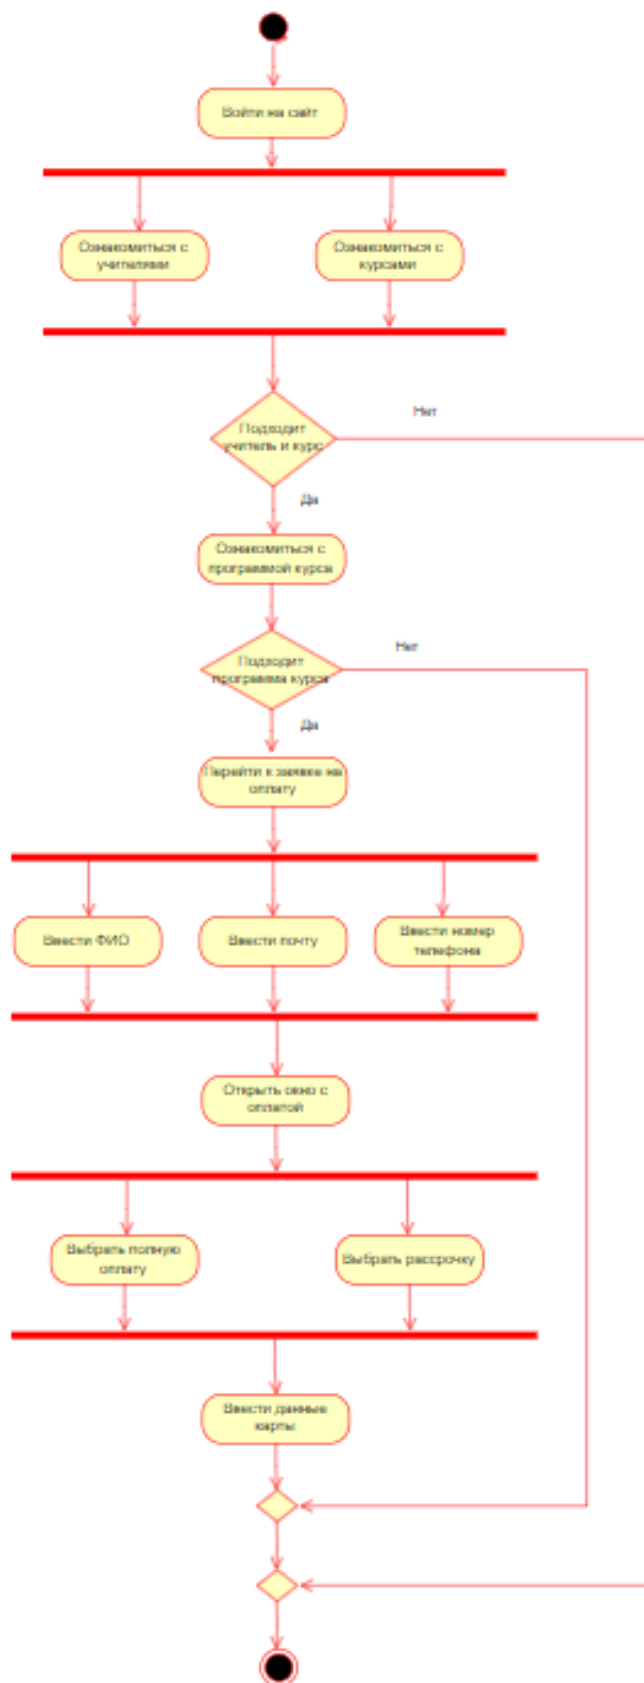 Войти на сайт
Ознакомиться с
учителями
Ознакомиться с
курсами
Подходит
учитель и курс
Нет
Да
Ознакомиться с
программой курса
Подходит
программа курса
Нет
Да
Перейти к заявке на
оплату
Ввести ФИО
Ввести почту
Ввести номер
телефона
Открыть окно с
оплатой
Выбрать полную
оплату
Выбрать рассрочку
Ввести данные
карты